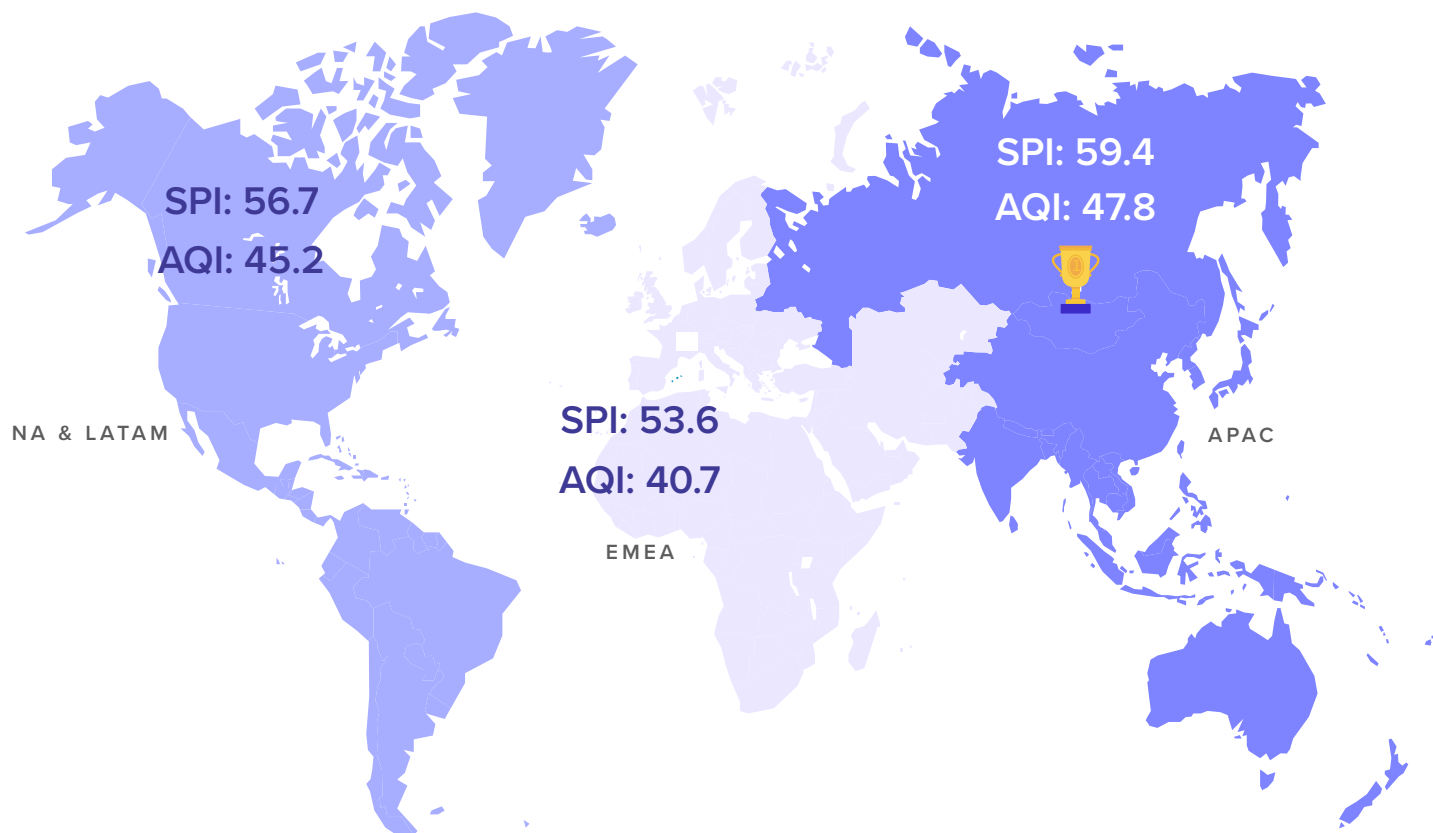 SPI: 56.7
AQI: 45.2
NA & LATAM
SPI: 53.6
AQI: 40.7
EMEA
SPI: 59.4
AQI: 47.8
1
APAC